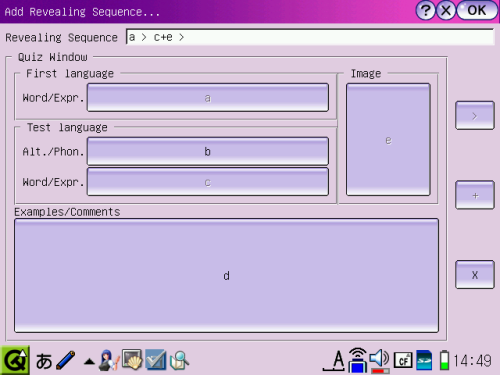 Add Revealing Sequence... ? X OK
Revealing Sequence a > c+e >
Quiz Window
First language
Image
Word/Expr. a
>
e
Test language
Alt./Phon. b
Word/Expr. c
+
Examples/Comments
d
X
あ A CF 14:49